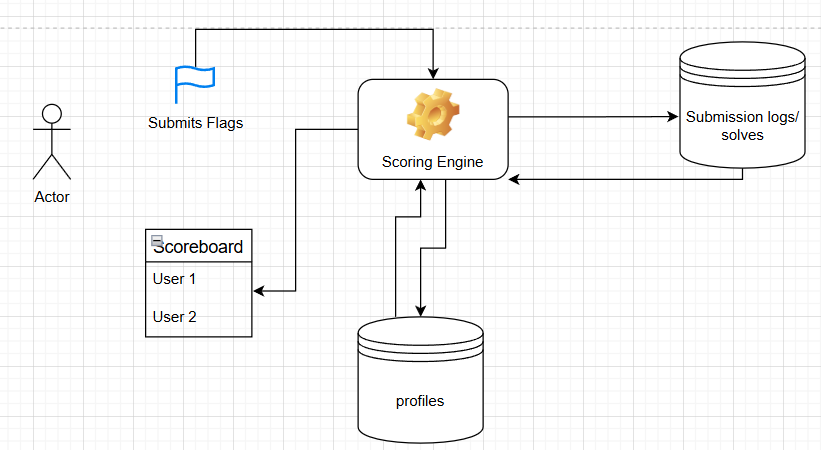 Submits Flags
Actor
Scoring Engine
Submission logs/
solves
Scoreboard
User 1
User 2
profiles